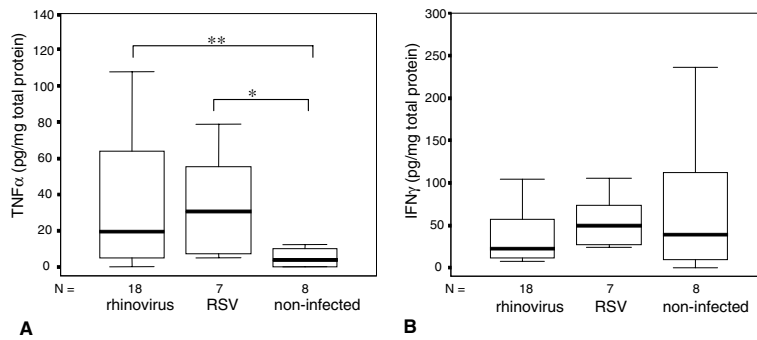 TNFα (pg/mg total protein)
140
120
100
80
60
40
20
0
**
*
N = 18 7 8
rhinovirus RSV non-infected
A
IFNγ (pg/mg total protein)
300
250
200
150
100
50
0
N = 18 7 8
rhinovirus RSV non-infected
B